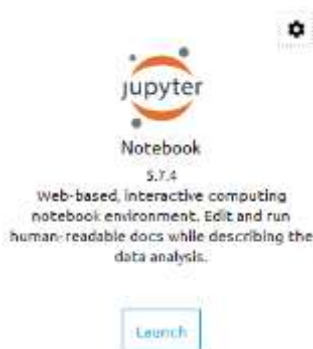 jupyter
Notebook
5.7.4
Web-based, interactive computing
notebook environment. Edit and run
human-readable docs while describing the
data analysis.
Launch